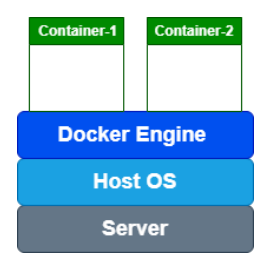 Container-1
Container-2
Docker Engine
Host OS
Server